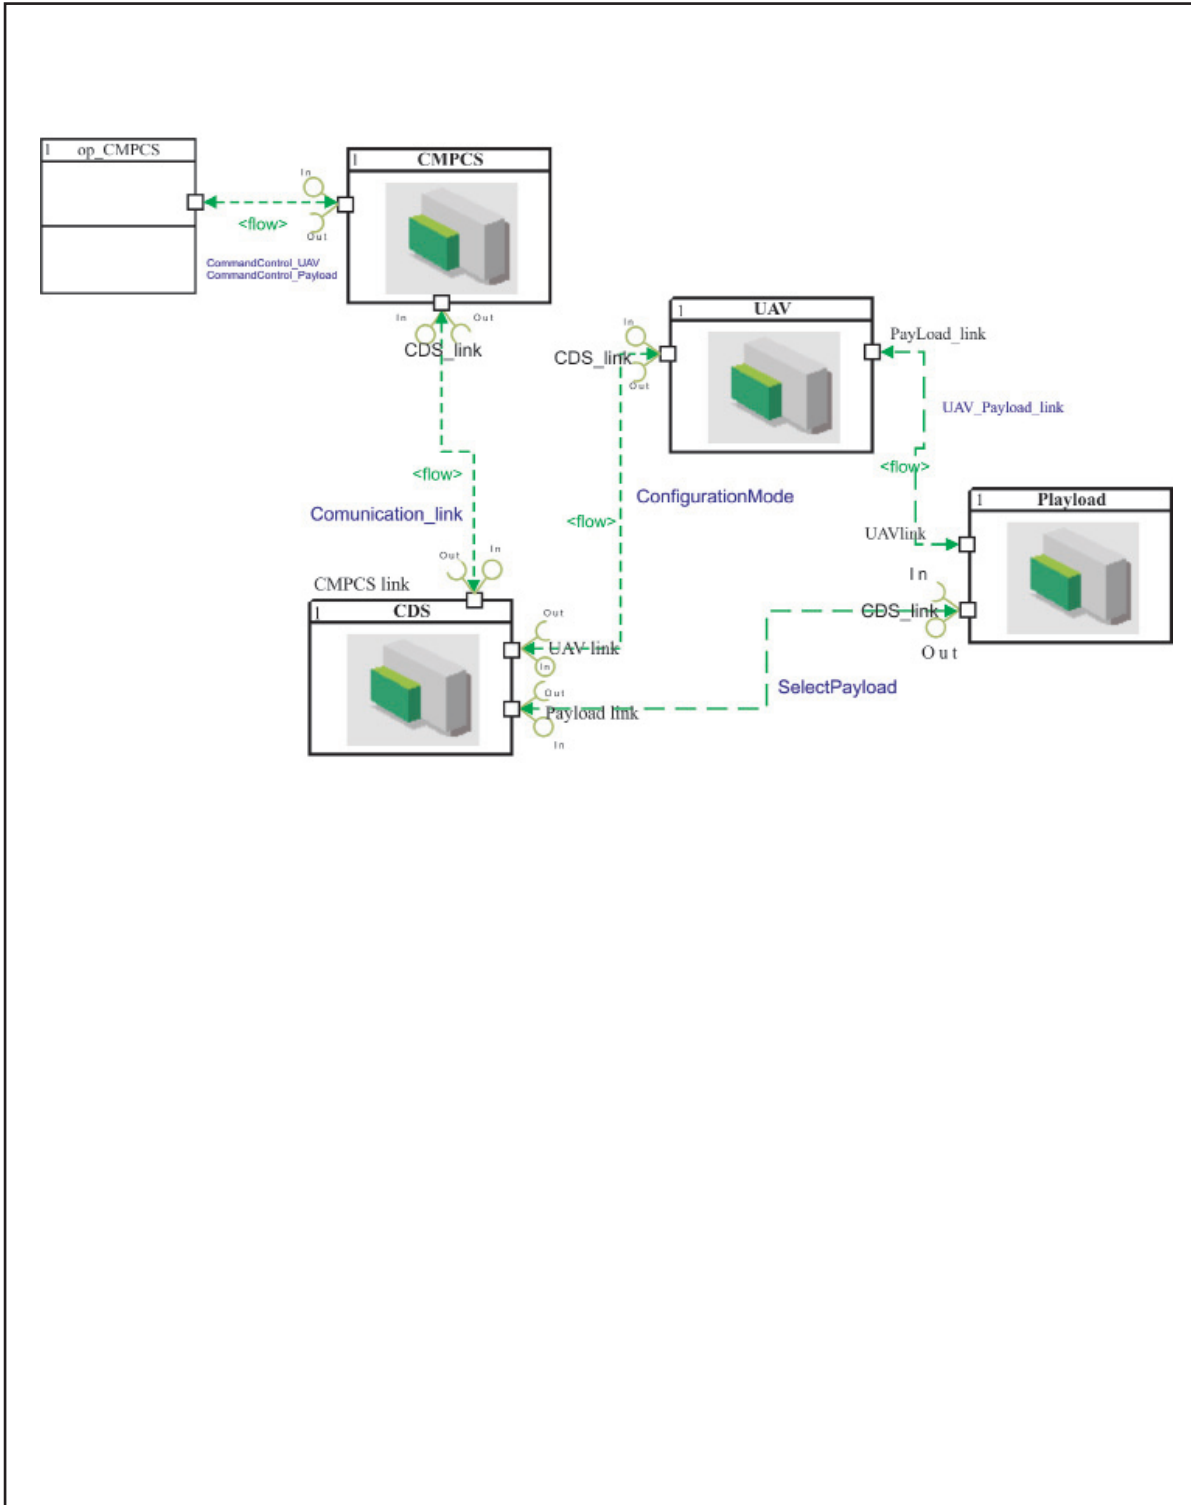 1 op_CMPCS
In
<flow>
Out
CommandControl_UAV
CommandControl_Payload
1 CMPCS
In Out
CDS_link
<flow>
Comunication_link
Out In
CMPCS link
1 CDS
Out
UAV link
In
Out
Payload link
In
1 UAV
In
CDS_link
Out
<flow>
ConfigurationMode
PayLoad_link
UAV_Payload_link
<flow>
1 Playload
UAVlink
In
CDS_link
Out
SelectPayload